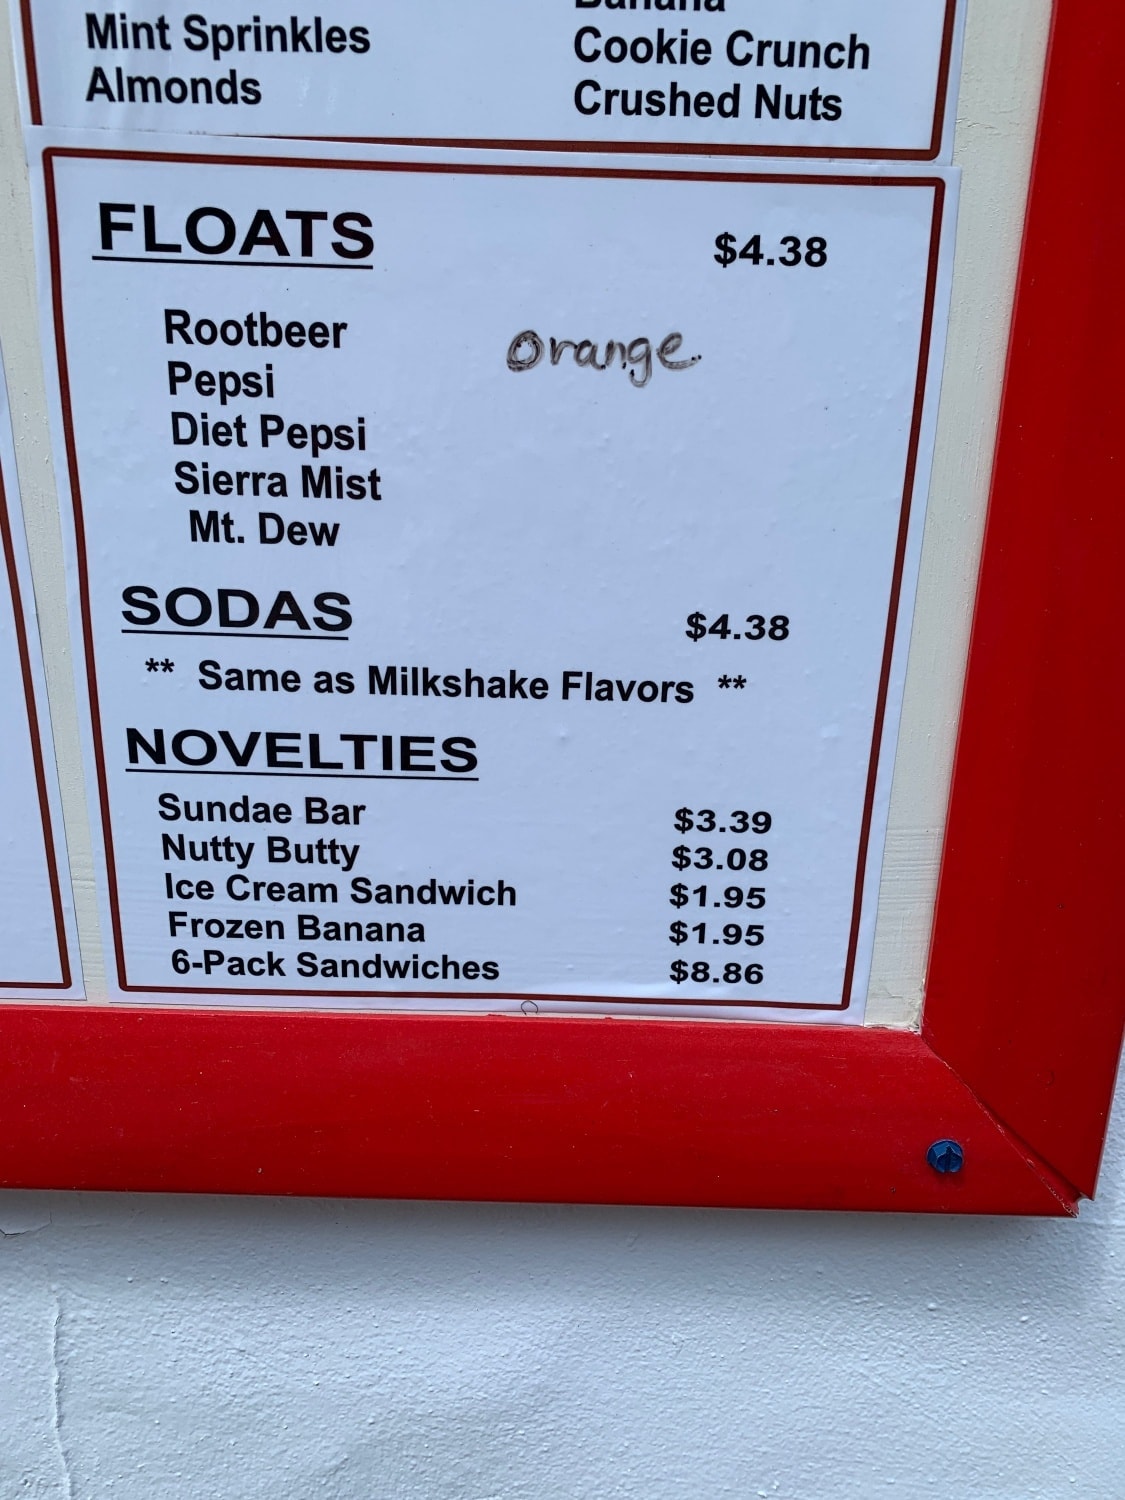 Banana
Mint Sprinkles
Cookie Crunch
Almonds
Crushed Nuts
FLOATS $4.38
Rootbeer
Orange
Pepsi
Diet Pepsi
Sierra Mist
Mt. Dew
SODAS $4.38
** Same as Milkshake Flavors **
NOVELTIES
Sundae Bar $3.39
Nutty Butty $3.08
Ice Cream Sandwich $1.95
Frozen Banana $1.95
6-Pack Sandwiches $8.86